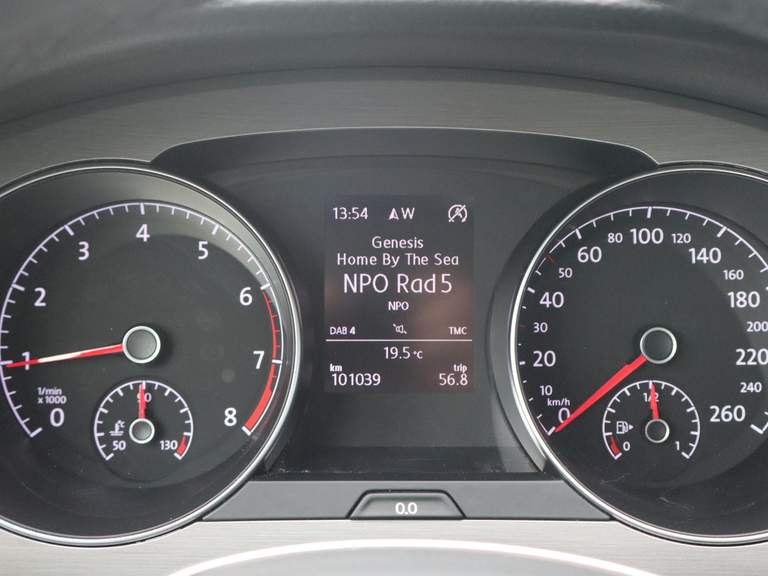 13:54 W
Genesis
Home By The Sea
NPO Rad 5
NPO
DAB 4 TMC
19.5 °C
km trip
101039 56.8
0.0
0 1 2 3 4 5 6 7 8
1/min
x 1000
50 90 130
0 10 20 30 40 50 60 80 100 120 140 160 180 200 220 240 260
km/h
0 1/2 1